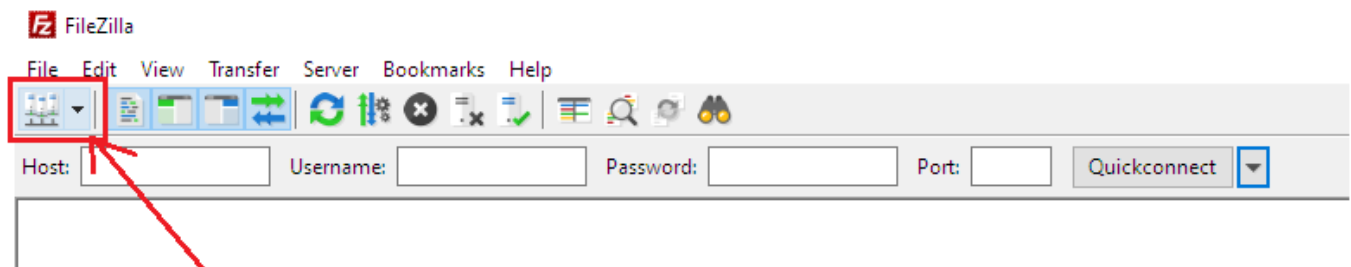 FileZilla
File Edit View Transfer Server Bookmarks Help
Host: Username: Password: Port: Quickconnect